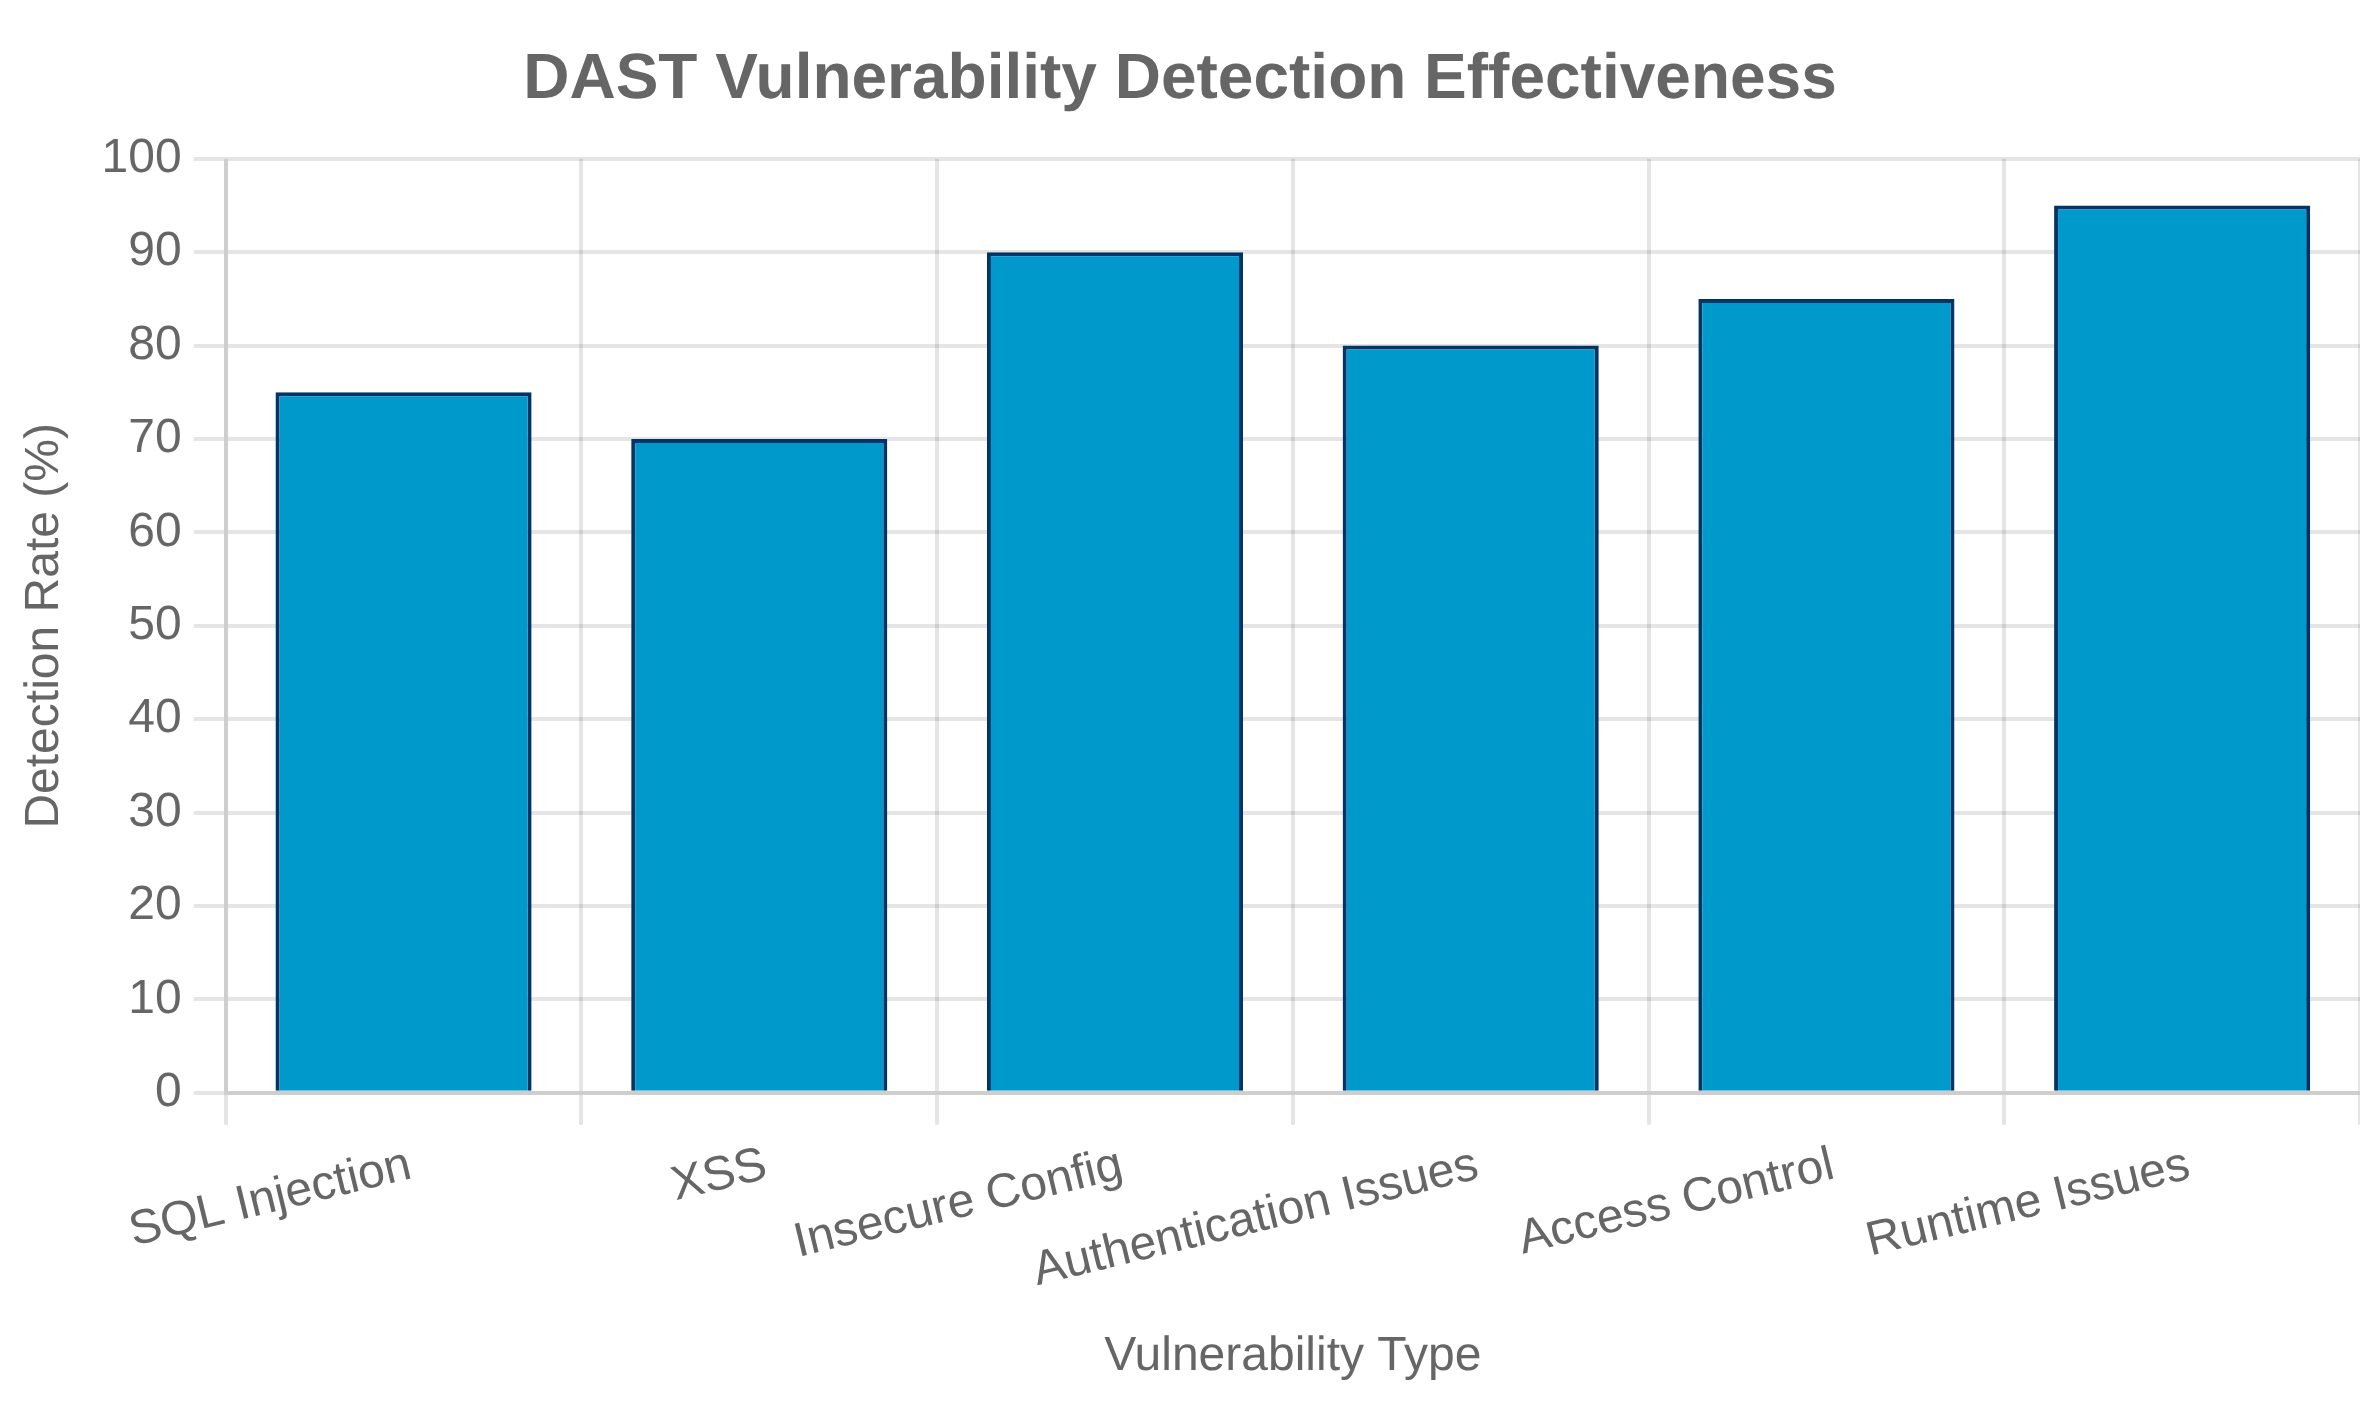 DAST Vulnerability Detection Effectiveness
100
90
80
70
60
50
40
30
20
10
0
Detection Rate (%)
SQL Injection
XSS
Insecure Config
Authentication Issues
Access Control
Runtime Issues
Vulnerability Type